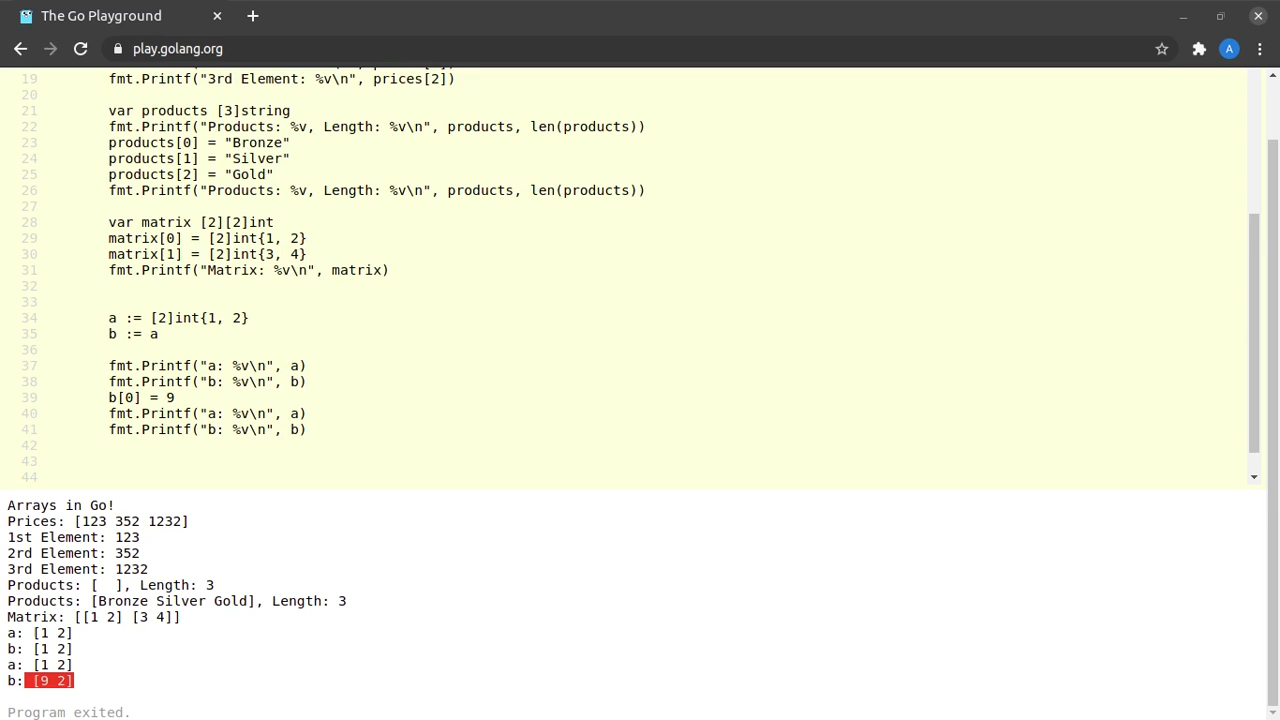 The Go Playground
play.golang.org
A
19 fmt.Printf("3rd Element: %v\n", prices[2])
20
21 var products [3]string
22 fmt.Printf("Products: %v, Length: %v\n", products, len(products))
23 products[0] = "Bronze"
24 products[1] = "Silver"
25 products[2] = "Gold"
26 fmt.Printf("Products: %v, Length: %v\n", products, len(products))
27
28 var matrix [2][2]int
29 matrix[0] = [2]int{1, 2}
30 matrix[1] = [2]int{3, 4}
31 fmt.Printf("Matrix: %v\n", matrix)
32
33
34 a := [2]int{1, 2}
35 b := a
36
37 fmt.Printf("a: %v\n", a)
38 fmt.Printf("b: %v\n", b)
39 b[0] = 9
40 fmt.Printf("a: %v\n", a)
41 fmt.Printf("b: %v\n", b)
42
43
44
Arrays in Go!
Prices: [123 352 1232]
1st Element: 123
2rd Element: 352
3rd Element: 1232
Products: [  ], Length: 3
Products: [Bronze Silver Gold], Length: 3
Matrix: [[1 2] [3 4]]
a: [1 2]
b: [1 2]
a: [1 2]
b: [9 2]
Program exited.